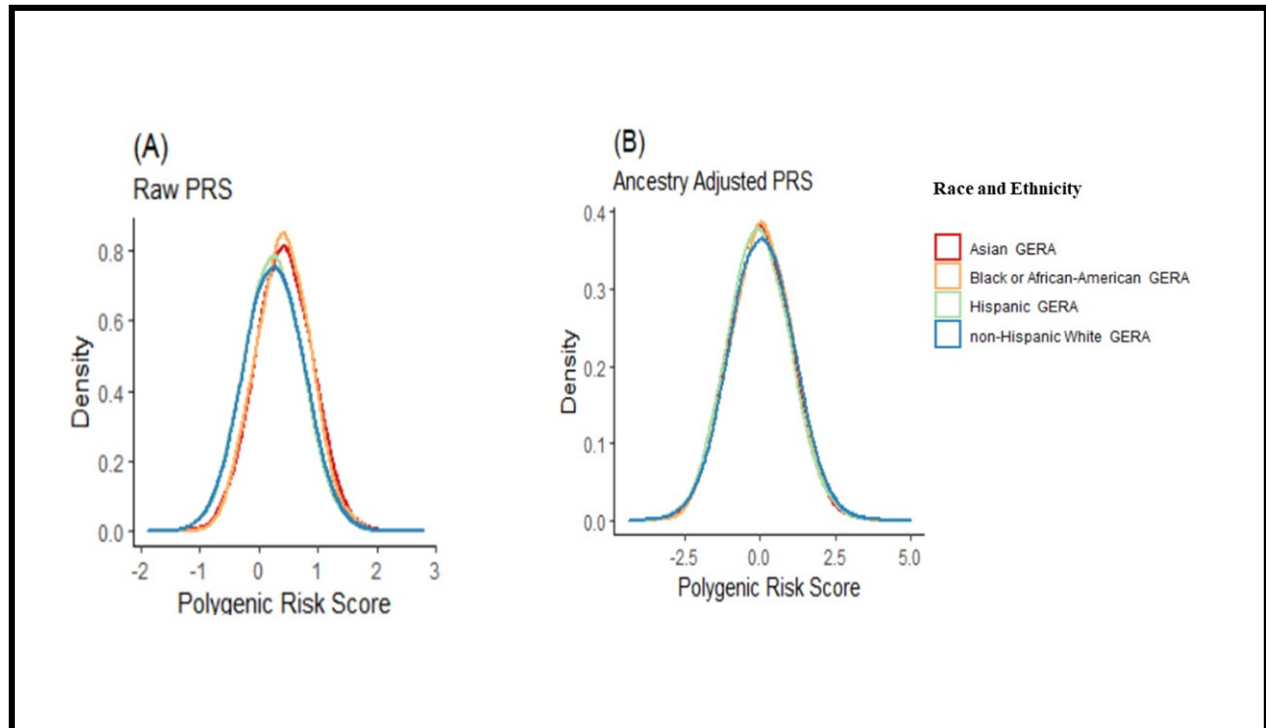 (A)
Raw PRS
Density
0.8
0.6
0.4
0.2
0.0
-2 -1 0 1 2 3
Polygenic Risk Score
(B)
Ancestry Adjusted PRS
Density
0.4
0.3
0.2
0.1
0.0
-2.5 0.0 2.5 5.0
Polygenic Risk Score
Race and Ethnicity
Asian GERA
Black or African-American GERA
Hispanic GERA
non-Hispanic White GERA